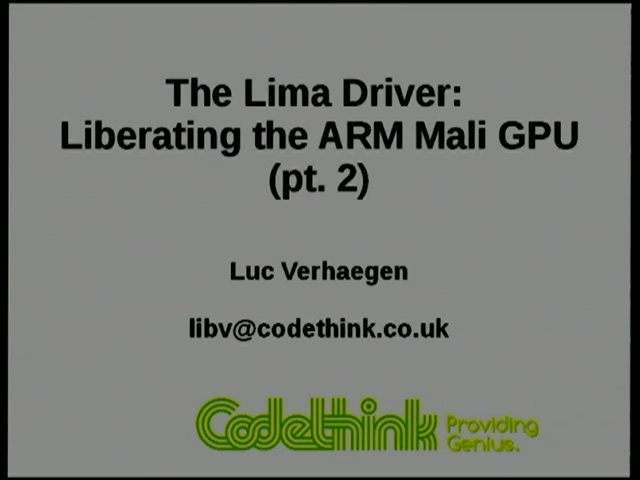 The Lima Driver:
Liberating the ARM Mali GPU
(pt. 2)
Luc Verhaegen
libv@codethink.co.uk
Codethink Providing
Genius.